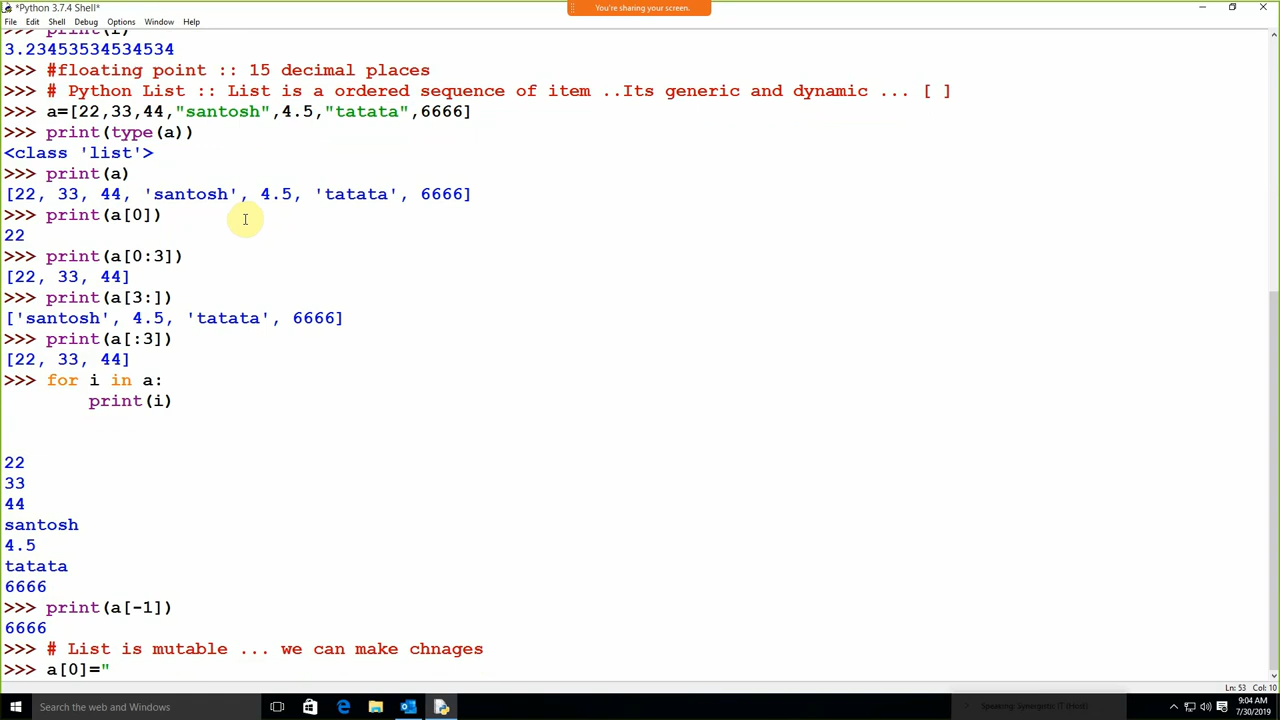 *Python 3.7.4 Shell*
You're sharing your screen.
File Edit Shell Debug Options Window Help
print(i)
3.23453534534534
>>> #floating point :: 15 decimal places
>>> # Python List :: List is a ordered sequence of item ..Its generic and dynamic ... [ ]
>>> a=[22,33,44,"santosh",4.5,"tatata",6666]
>>> print(type(a))
<class 'list'>
>>> print(a)
[22, 33, 44, 'santosh', 4.5, 'tatata', 6666]
>>> print(a[0])
22
>>> print(a[0:3])
[22, 33, 44]
>>> print(a[3:])
['santosh', 4.5, 'tatata', 6666]
>>> print(a[:3])
[22, 33, 44]
>>> for i in a:
print(i)
22
33
44
santosh
4.5
tatata
6666
>>> print(a[-1])
6666
>>> # List is mutable ... we can make chnages
>>> a[0]="
Ln: 53 Col: 10
Search the web and Windows
Speaking: Synergetic IT (Host)
9:04 AM
7/30/2019